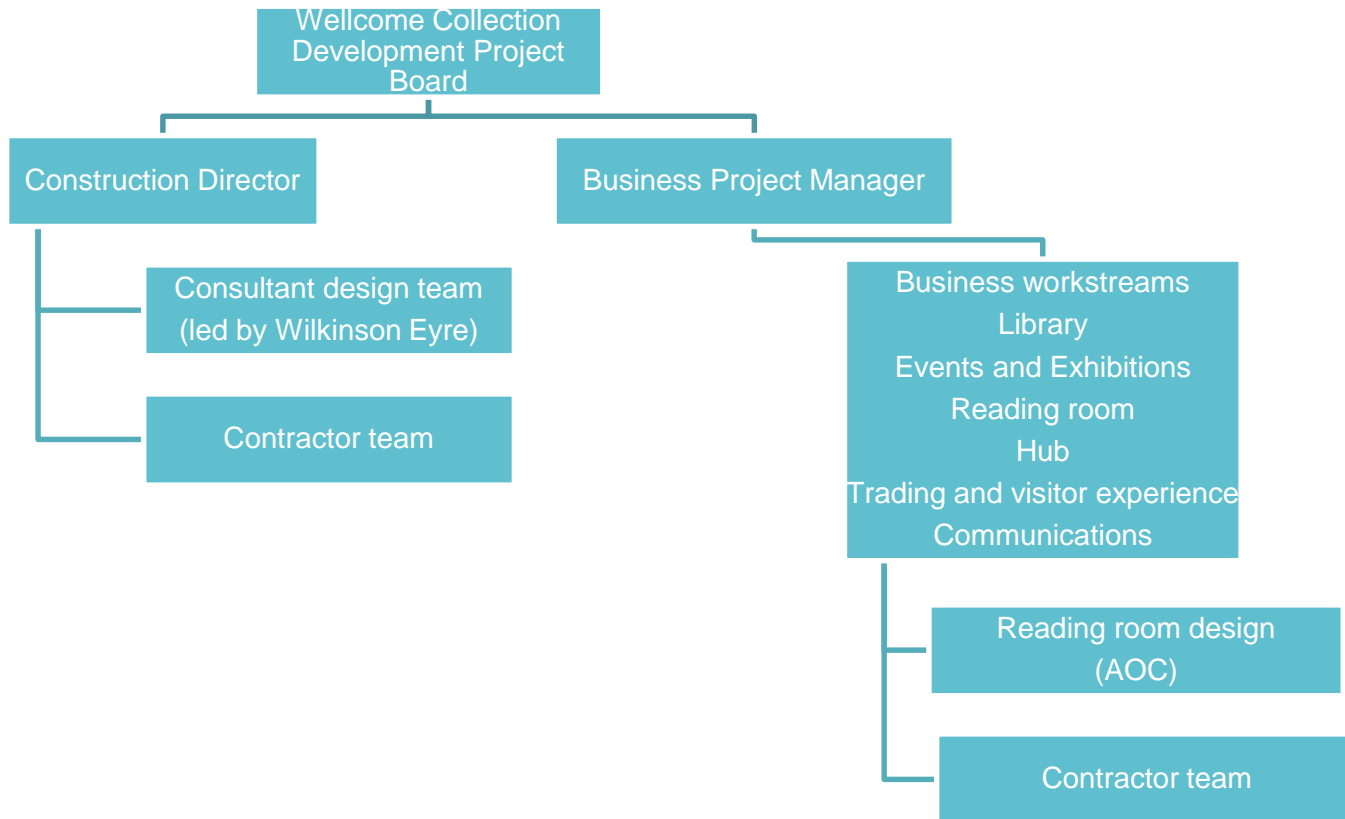 Wellcome Collection
Development Project
Board
Construction Director
Business Project Manager
Consultant design team
(led by Wilkinson Eyre)
Contractor team
Business workstreams
Library
Events and Exhibitions
Reading room
Hub
Trading and visitor experience
Communications
Reading room design
(AOC)
Contractor team